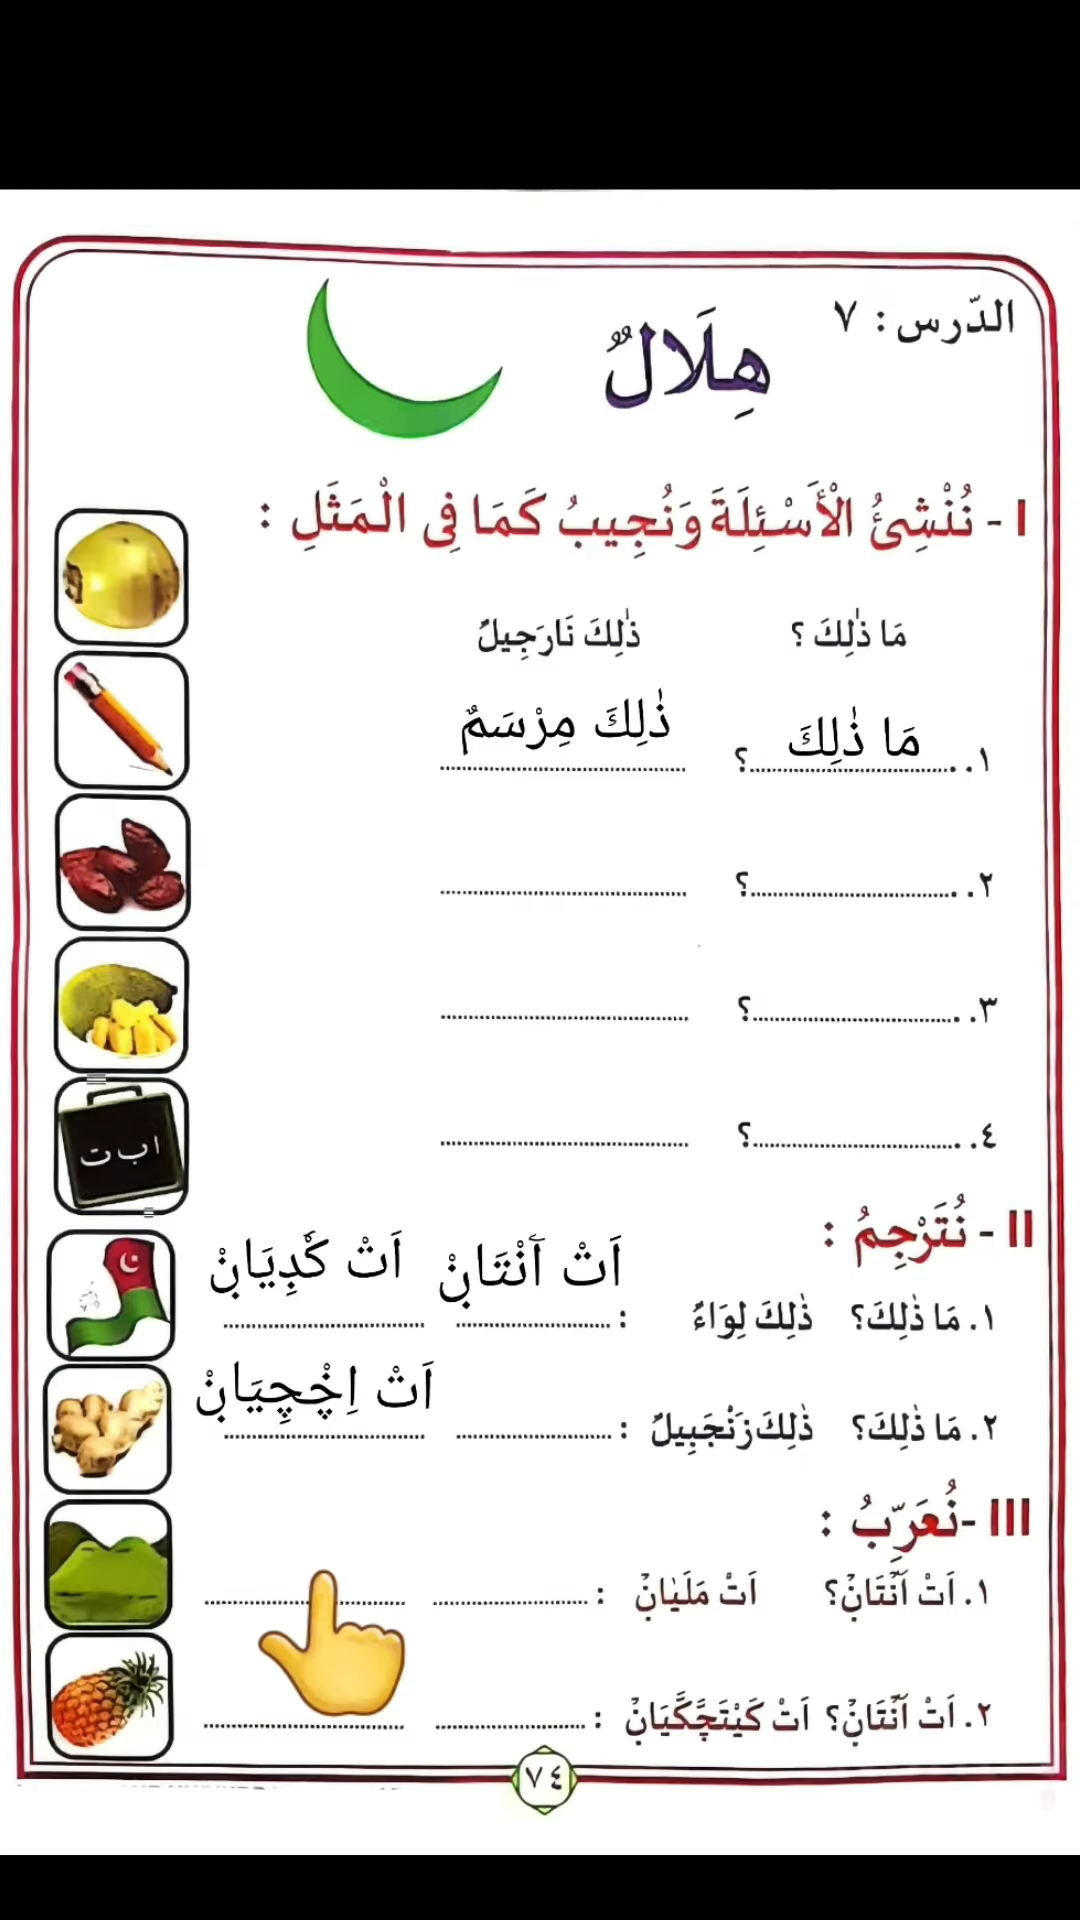 الدّرس : ٧
هِلَالٌ
I - نُنْشِئُ الْأَسْئِلَةَ وَنُجِيبُ كَمَا فِى الْمَثَلِ :
مَا ذٰلِكَ ؟ ذٰلِكَ نَارَجِيلٌ
١. مَا ذٰلِكَ ؟ ذٰلِكَ مِرْسَمٌ
٢. ؟
٣. ؟
٤. ؟
ا ب ت
II - نُتَرْجِمُ :
١. مَا ذٰلِكَ؟ ذٰلِكَ لِوَاءٌ : اَتْ آنْتَانْ اَتْ كَدِيَانْ
٢. مَا ذٰلِكَ؟ ذٰلِكَ زَنْجَبِيلٌ : اَتْ اِڿْچِيَانْ
III - نُعَرِّبُ :
١. اَتْ آنْتَانْ؟ اَتْ مَلَيَانْ :
٢. اَتْ آنْتَانْ؟ اَتْ كَيْتَچَّكَّيَانْ :
٧٤